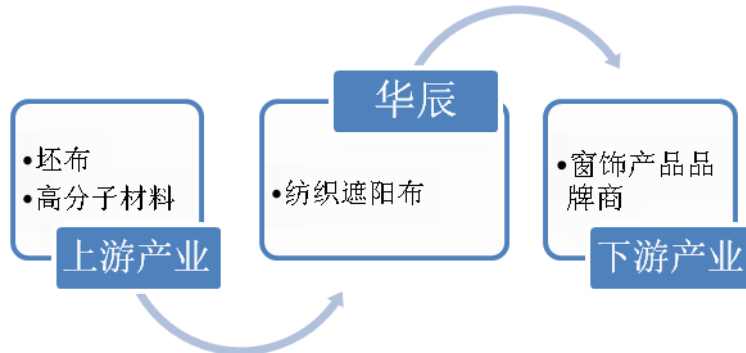 •坯布
•高分子材料
上游产业
华辰
•纺织遮阳布
•窗饰产品品
牌商
下游产业